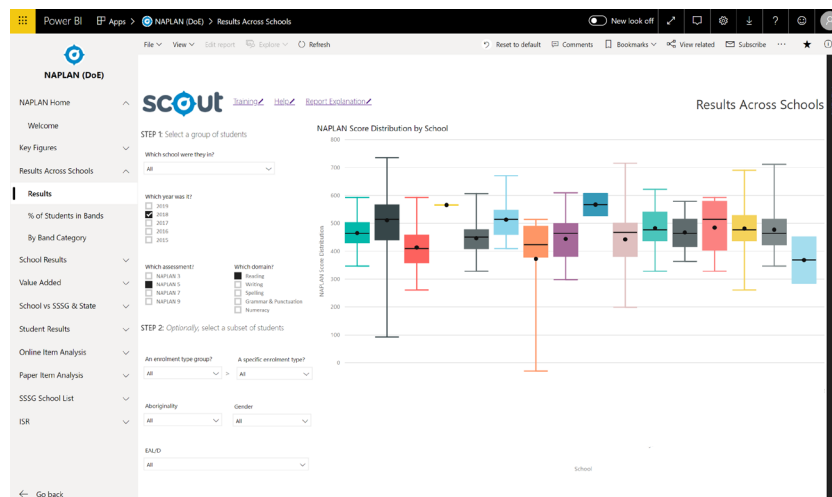 Power BI Apps > NAPLAN (DoE) > Results Across Schools New look off
File View Edit report Explore Refresh Reset to default Comments Bookmarks View related Subscribe ...
NAPLAN (DoE)
NAPLAN Home
Welcome
Key Figures
Results Across Schools
Results
% of Students in Bands
By Band Category
School Results
Value Added
School vs SSSG & State
Student Results
Online Item Analysis
Paper Item Analysis
SSSG School List
ISR
Go back
scout Training Help Report Explanation
Results Across Schools
STEP 1: Select a group of students
Which school were they in?
All
Which year was it?
2019
2018
2017
2016
2015
Which assessment?
NAPLAN 3
NAPLAN 5
NAPLAN 7
NAPLAN 9
Which domain?
Reading
Writing
Spelling
Grammar & Punctuation
Numeracy
STEP 2: Optionally, select a subset of students
An enrolment type group? A specific enrolment type?
All > All
Aboriginality Gender
All All
EAL/D
All
NAPLAN Score Distribution by School
NAPLAN Score Distribution
800
700
600
500
400
300
200
100
0
School